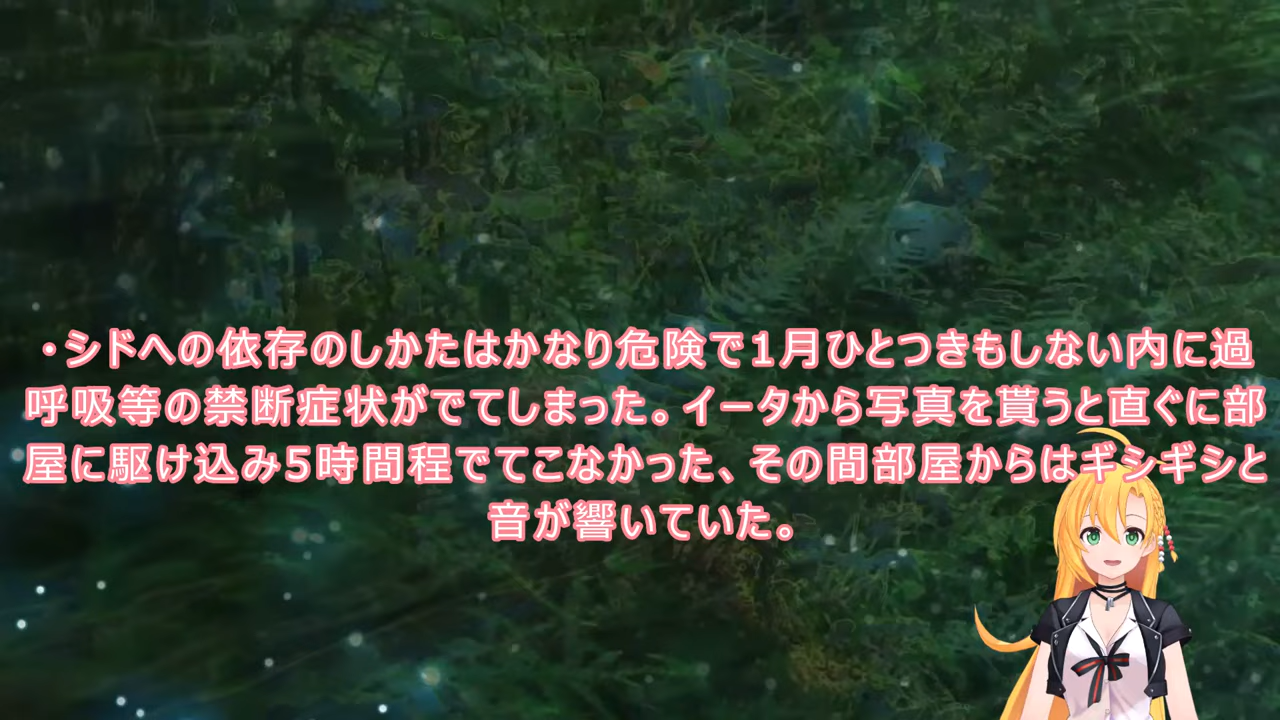 ・シドへの依存のしかたはかなり危険で1月ひとつきもしない内に過
呼吸等の禁断症状がでてしまった。イータから写真を貰うと直ぐに部
屋に駆け込み5時間程でてこなかった、その間部屋からはギシギシと
音が響いていた。